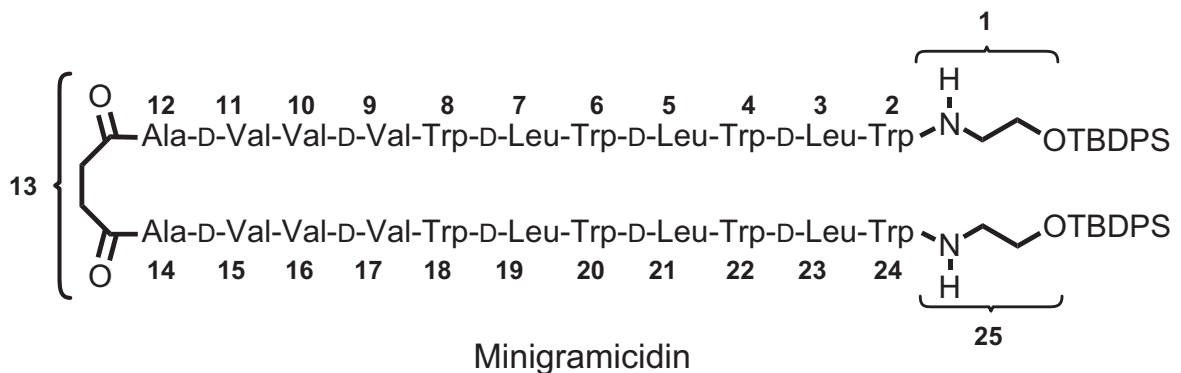 1
H
O 12 11 10 9 8 7 6 5 4 3 2
Ala-D-Val-Val-D-Val-Trp-D-Leu-Trp-D-Leu-Trp-D-Leu-Trp N OTBDPS
13
Ala-D-Val-Val-D-Val-Trp-D-Leu-Trp-D-Leu-Trp-D-Leu-Trp N OTBDPS
O 14 15 16 17 18 19 20 21 22 23 24 H
25
Minigramicidin